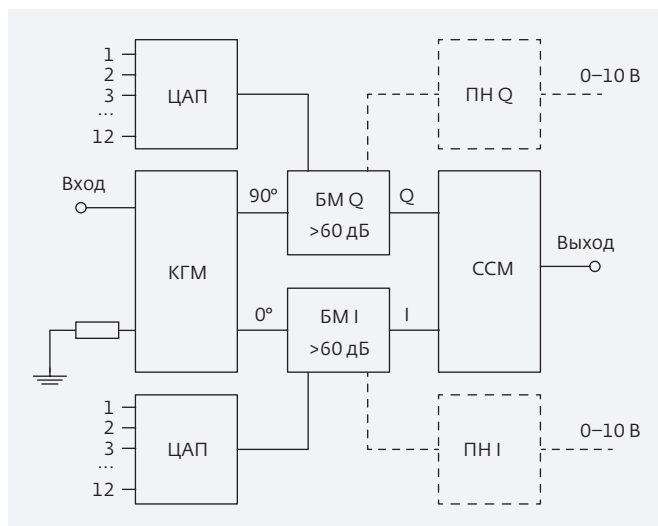 1
2
3
...
12
ЦАП
ПН Q
0–10 В
Вход
КГМ
90°
БМ Q
>60 дБ
Q
ССМ
Выход
0°
БМ I
>60 дБ
I
1
2
3
...
12
ЦАП
ПН I
0–10 В